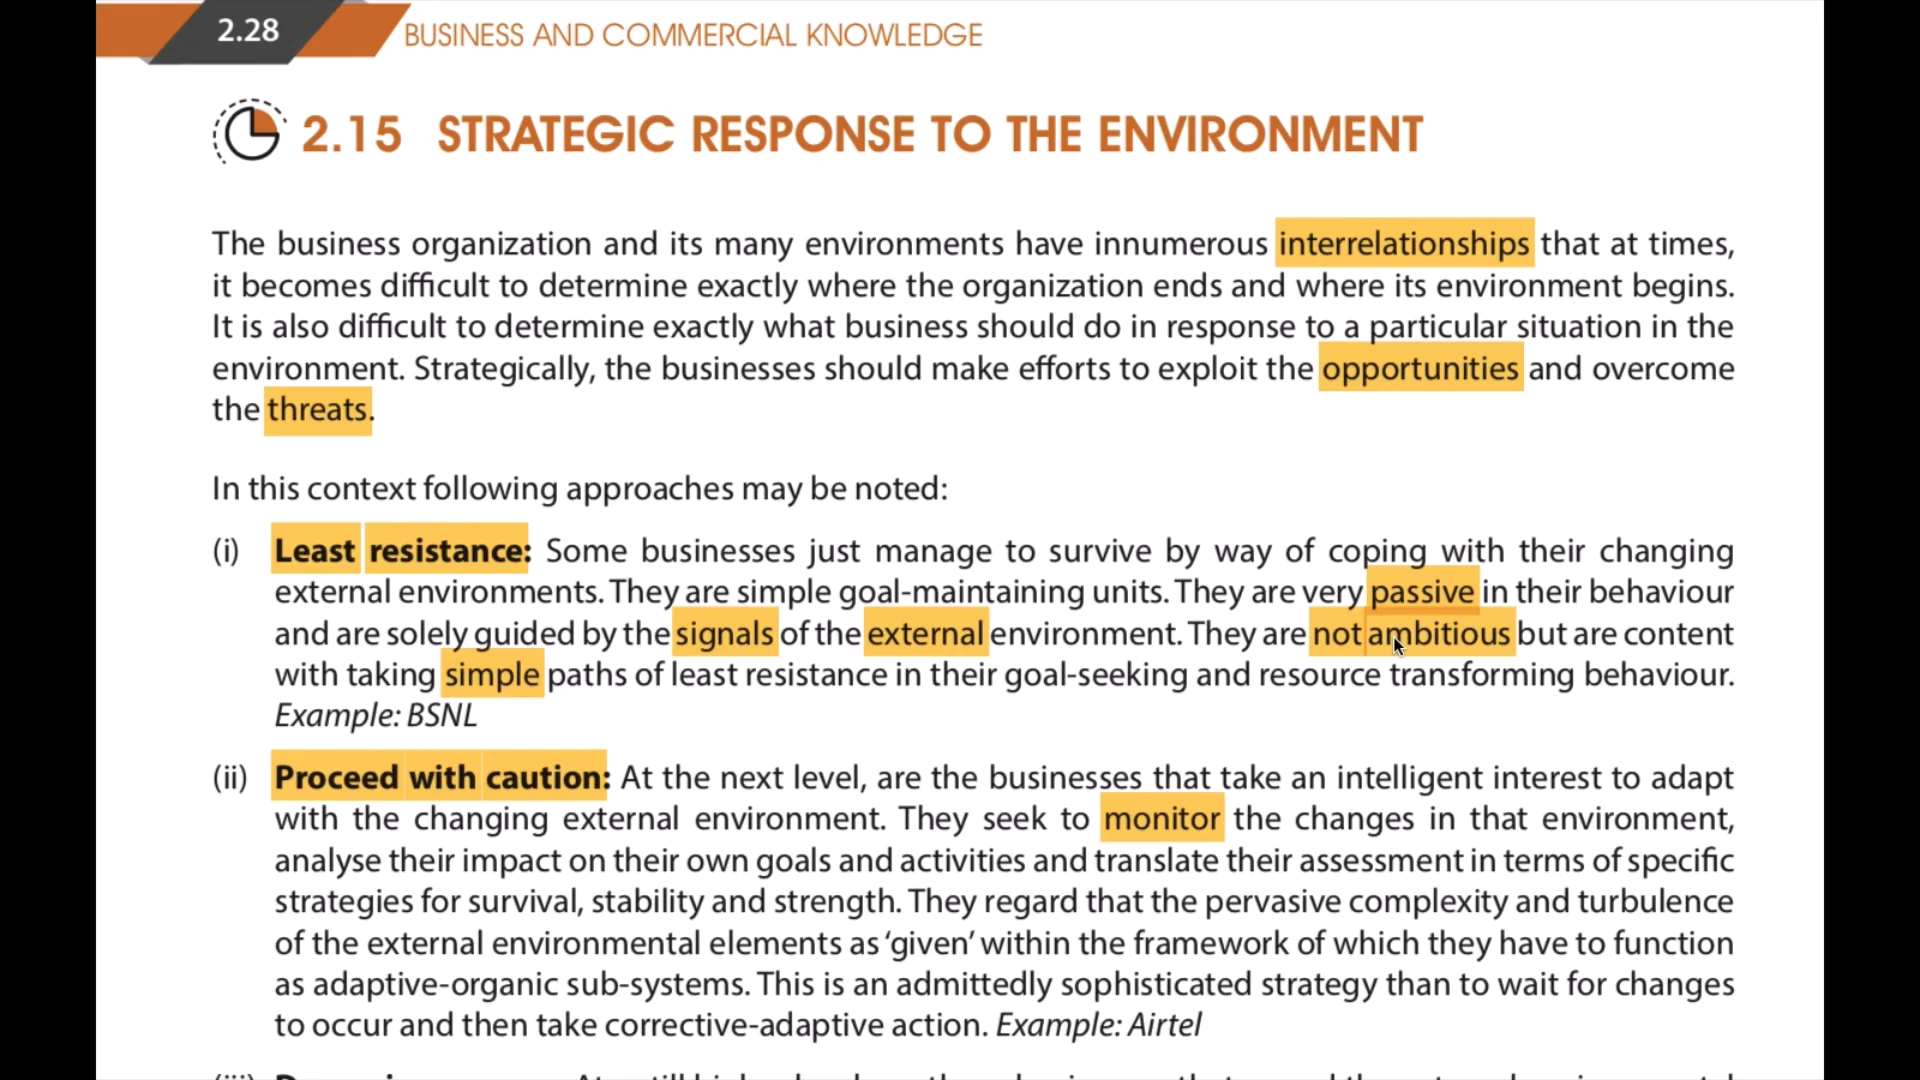 2.28
BUSINESS AND COMMERCIAL KNOWLEDGE
2.15 STRATEGIC RESPONSE TO THE ENVIRONMENT
The business organization and its many environments have innumerous interrelationships that at times,
it becomes difficult to determine exactly where the organization ends and where its environment begins.
It is also difficult to determine exactly what business should do in response to a particular situation in the
environment. Strategically, the businesses should make efforts to exploit the opportunities and overcome
the threats.
In this context following approaches may be noted:
(i) Least resistance: Some businesses just manage to survive by way of coping with their changing
external environments. They are simple goal-maintaining units. They are very passive in their behaviour
and are solely guided by the signals of the external environment. They are not ambitious but are content
with taking simple paths of least resistance in their goal-seeking and resource transforming behaviour.
Example: BSNL
(ii) Proceed with caution: At the next level, are the businesses that take an intelligent interest to adapt
with the changing external environment. They seek to monitor the changes in that environment,
analyse their impact on their own goals and activities and translate their assessment in terms of specific
strategies for survival, stability and strength. They regard that the pervasive complexity and turbulence
of the external environmental elements as ‘given’ within the framework of which they have to function
as adaptive-organic sub-systems. This is an admittedly sophisticated strategy than to wait for changes
to occur and then take corrective-adaptive action. Example: Airtel